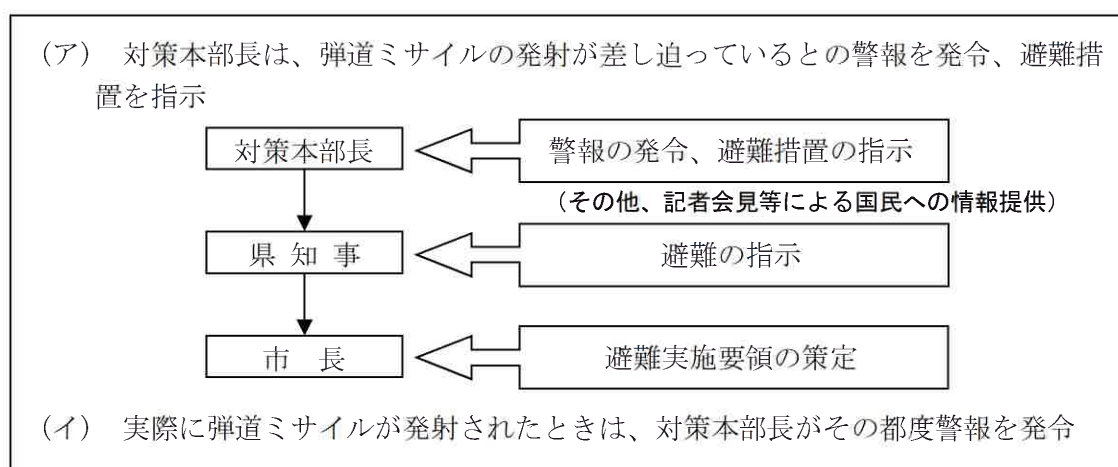 (ア) 対策本部長は、弾道ミサイルの発射が差し迫っているとの警報を発令、避難措
置を指示
対策本部長
警報の発令、避難措置の指示
(その他、記者会見等による国民への情報提供)
県 知 事
避難の指示
市 長
避難実施要領の策定
(イ) 実際に弾道ミサイルが発射されたときは、対策本部長がその都度警報を発令